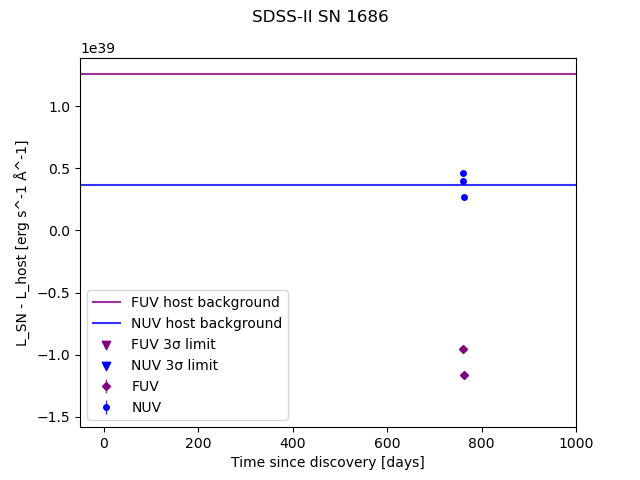 SDSS-II SN 1686
1e39
L_SN - L_host [erg s^-1 Å^-1]
1.0
0.5
0.0
−0.5
−1.0
−1.5
FUV host background
NUV host background
FUV 3σ limit
NUV 3σ limit
FUV
NUV
0 200 400 600 800 1000
Time since discovery [days]